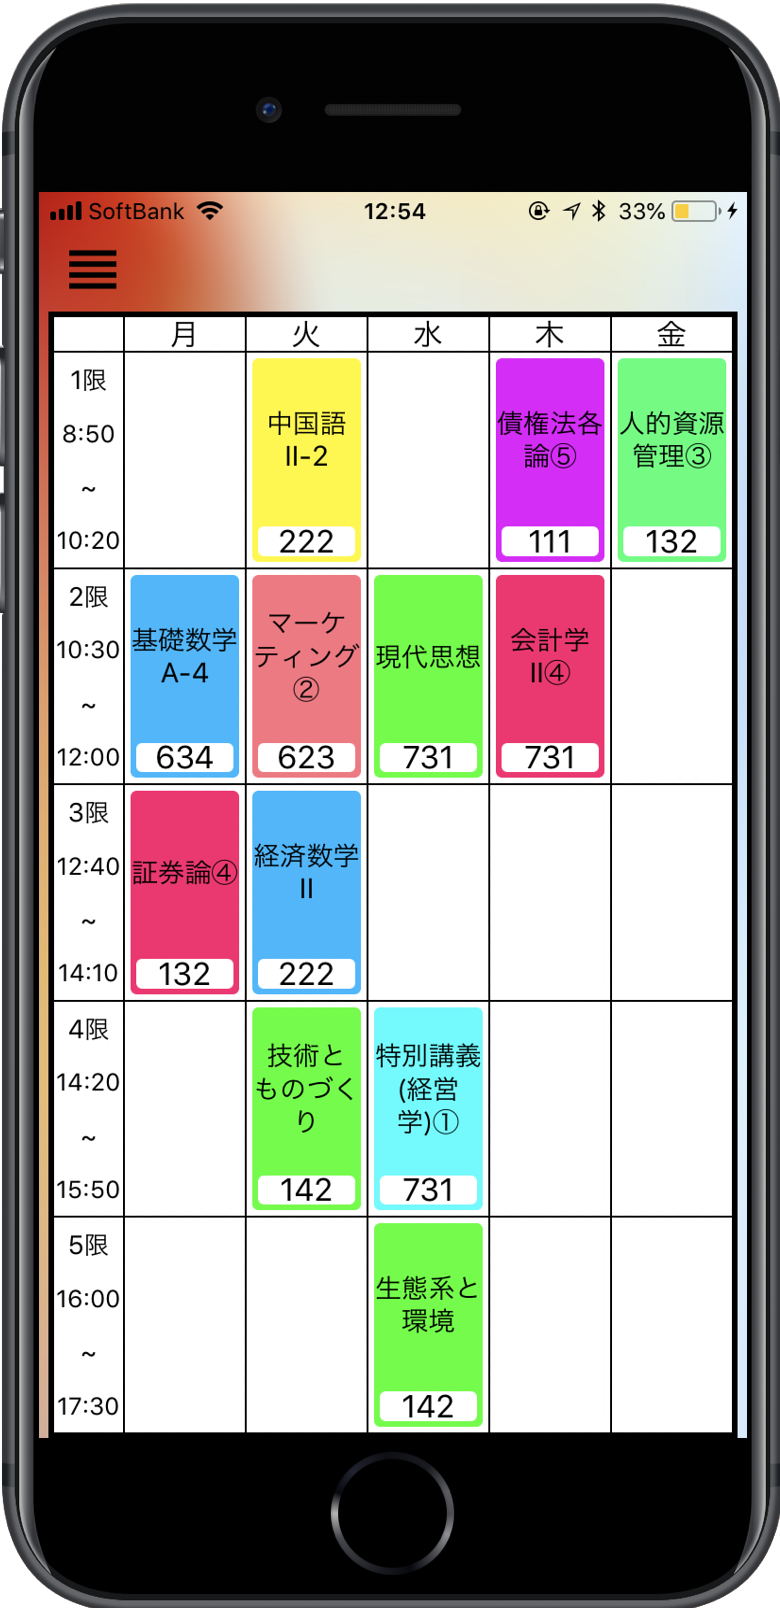 SoftBank 12:54 33%
月 火 水 木 金
1限
8:50
~
10:20
中国語
II-2
222
債権法各
論⑤
111
人的資源
管理③
132
2限
10:30
~
12:00
基礎数学
A-4
634
マーケ
ティング
②
623
現代思想
731
会計学
II④
731
3限
12:40
~
14:10
証券論④
132
経済数学
II
222
4限
14:20
~
15:50
技術と
ものづく
り
142
特別講義
(経営
学)①
731
5限
16:00
~
17:30
生態系と
環境
142